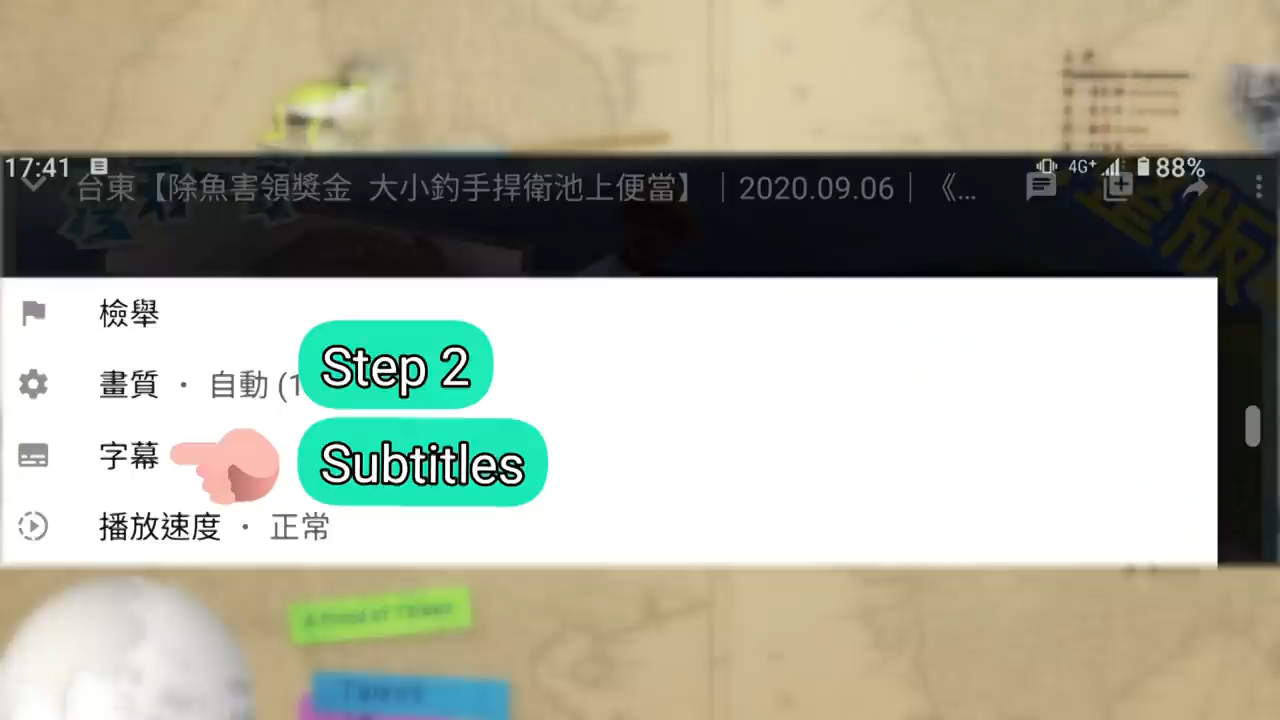 17:41 4G+ 88%
台東【除魚害領獎金 大小釣手捍衛池上便當】｜2020.09.06｜《...
整版
檢舉
畫質 · 自動 (1
Step 2
字幕
Subtitles
播放速度 · 正常